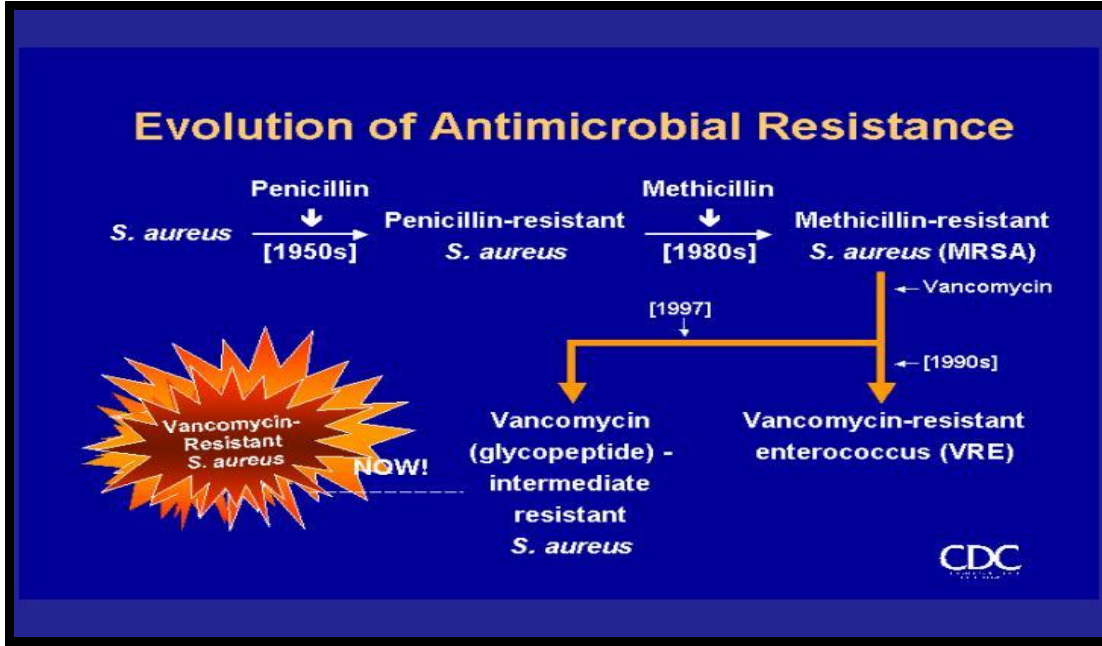 Evolution of Antimicrobial Resistance
Penicillin
S. aureus
[1950s]
Penicillin-resistant
S. aureus
Methicillin
[1980s]
Methicillin-resistant
S. aureus (MRSA)
Vancomycin
[1997]
[1990s]
Vancomycin-
Resistant
S. aureus
NOW!
Vancomycin
(glycopeptide) -
intermediate
resistant
S. aureus
Vancomycin-resistant
enterococcus (VRE)
CDC